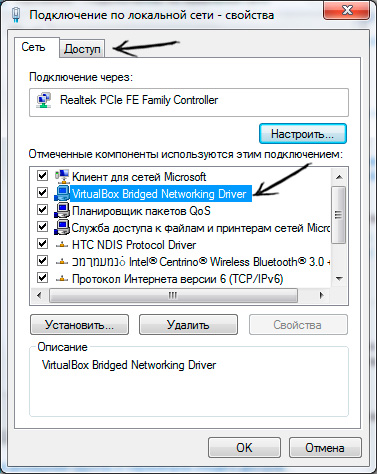 Подключение по локальной сети - свойства
Сеть
Доступ
Подключение через:
Realtek PCIe FE Family Controller
Настроить...
Отмеченные компоненты используются этим подключением:
Клиент для сетей Microsoft
VirtualBox Bridged Networking Driver
Планировщик пакетов QoS
Служба доступа к файлам и принтерам сетей Micro
HTC NDIS Protocol Driver
Intel® Centrino® Wireless Bluetooth® 3.0 +
Протокол Интернета версии 6 (TCP/IPv6)
Установить...
Удалить
Свойства
Описание
VirtualBox Bridged Networking Driver
OK
Отмена